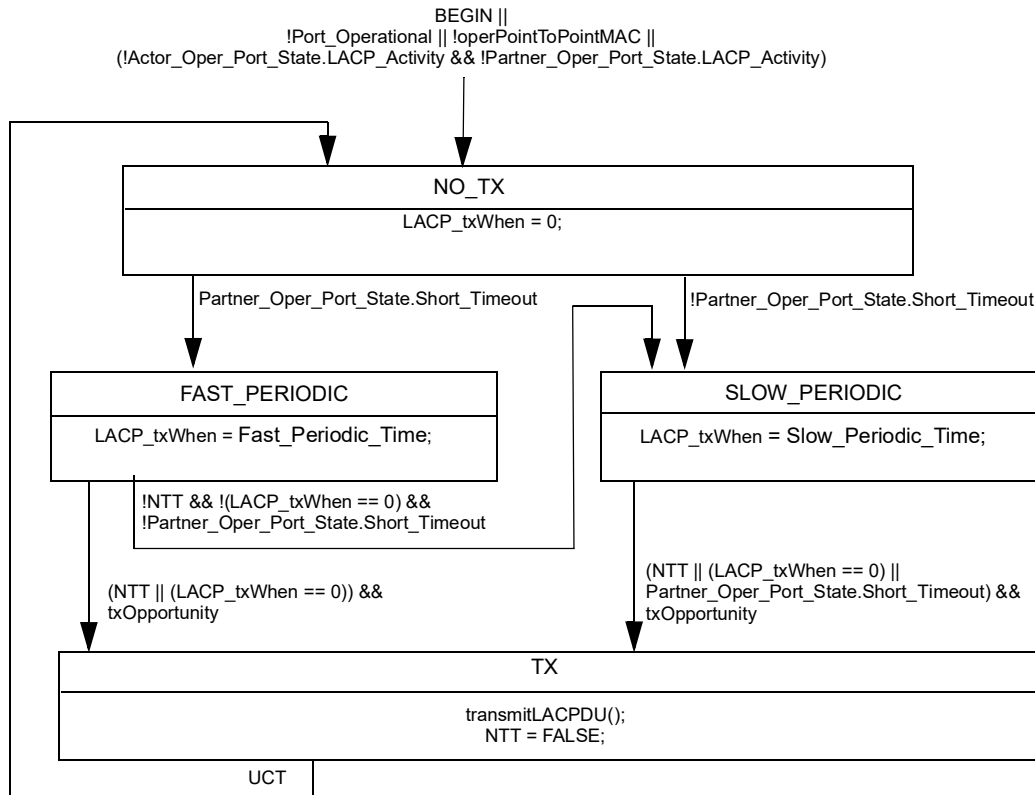 BEGIN ||
!Port_Operational || !operPointToPointMAC ||
(!Actor_Oper_Port_State.LACP_Activity && !Partner_Oper_Port_State.LACP_Activity)
NO_TX
LACP_txWhen = 0;
Partner_Oper_Port_State.Short_Timeout
!Partner_Oper_Port_State.Short_Timeout
FAST_PERIODIC
LACP_txWhen = Fast_Periodic_Time;
SLOW_PERIODIC
LACP_txWhen = Slow_Periodic_Time;
!NTT && !(LACP_txWhen == 0) &&
!Partner_Oper_Port_State.Short_Timeout
(NTT || (LACP_txWhen == 0)) &&
txOpportunity
(NTT || (LACP_txWhen == 0) ||
Partner_Oper_Port_State.Short_Timeout) &&
txOpportunity
TX
transmitLACPDU();
NTT = FALSE;
UCT